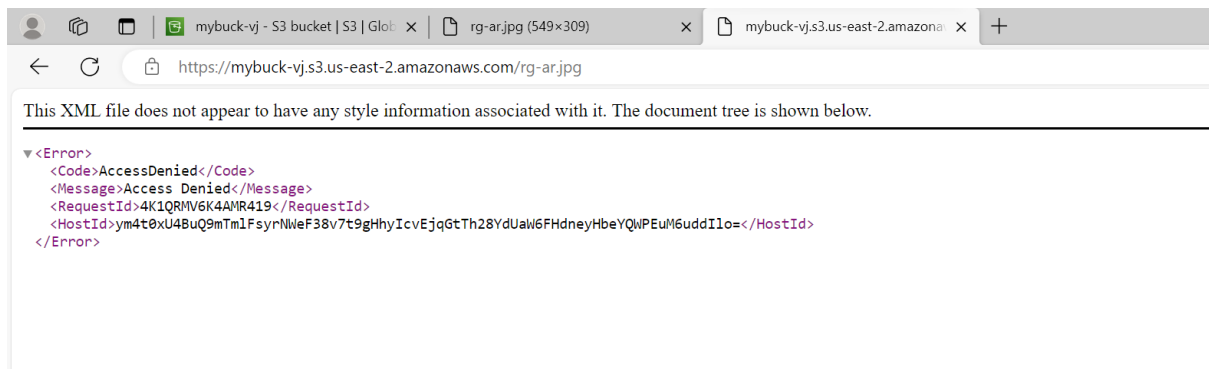 mybuck-vj - S3 bucket | S3 | Glob
rg-ar.jpg (549×309)
mybuck-vj.s3.us-east-2.amazona
https://mybuck-vj.s3.us-east-2.amazonaws.com/rg-ar.jpg
This XML file does not appear to have any style information associated with it. The document tree is shown below.
▼<Error>
<Code>AccessDenied</Code>
<Message>Access Denied</Message>
<RequestId>4K1QRMV6K4AMR419</RequestId>
<HostId>ym4t0xU4BuQ9mTmlFsyrNWeF38v7t9gHhyIcvEjqGtTh28YdUaW6FHdneyHbeYQWPEuM6uddIlo=</HostId>
</Error>